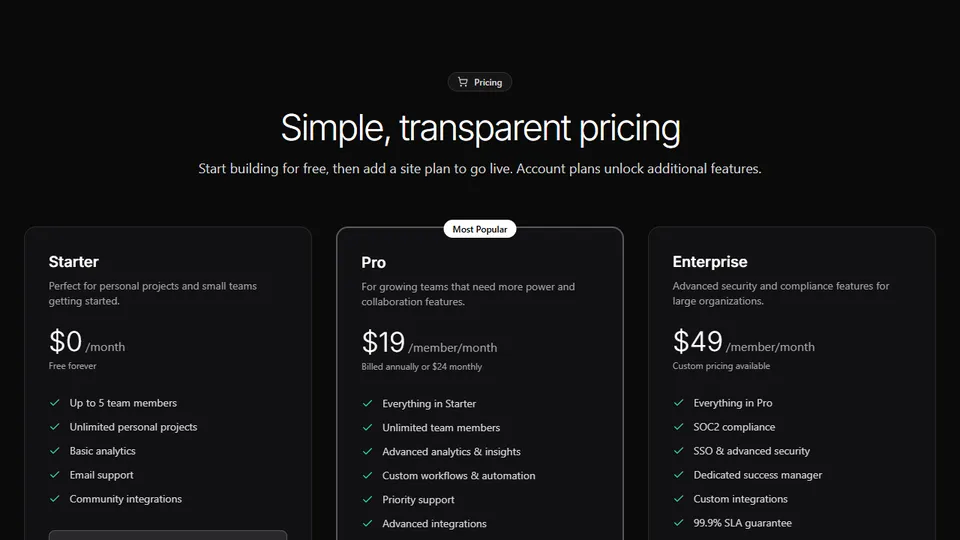 Pricing
Simple, transparent pricing
Start building for free, then add a site plan to go live. Account plans unlock additional features.
Starter
Perfect for personal projects and small teams
getting started.
$0 /month
Free forever
Up to 5 team members
Unlimited personal projects
Basic analytics
Email support
Community integrations
Most Popular
Pro
For growing teams that need more power and
collaboration features.
$19 /member/month
Billed annually or $24 monthly
Everything in Starter
Unlimited team members
Advanced analytics & insights
Custom workflows & automation
Priority support
Advanced integrations
Enterprise
Advanced security and compliance features for
large organizations.
$49 /member/month
Custom pricing available
Everything in Pro
SOC2 compliance
SSO & advanced security
Dedicated success manager
Custom integrations
99.9% SLA guarantee